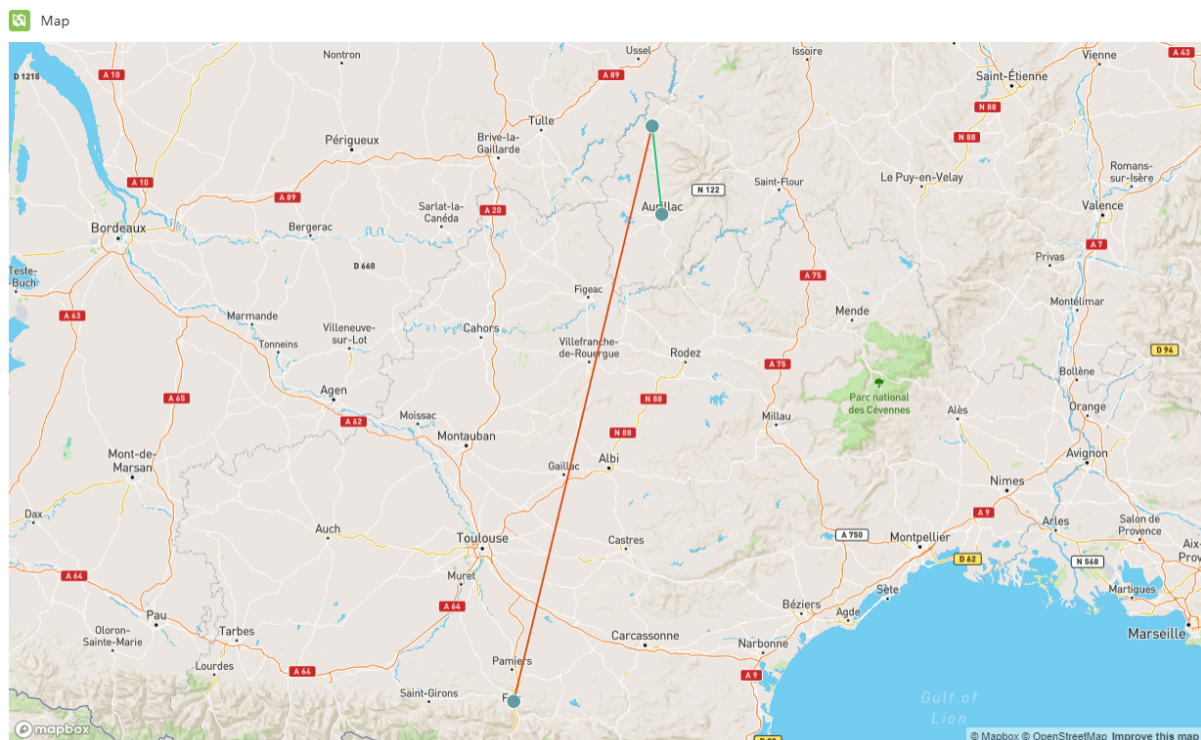 Map
D 1215
A 10
Nontron
Ussel
A 89
Issoire
Vienne
A 43
Saint-Étienne
N 88
Tulle
Périgueux
Brive-la-
Gaillarde
N 88
Romans-
sur-Isère
A 10
A 89
N 122
Saint-Flour
Le Puy-en-Velay
Sarlat-la-
Canéda
A 20
Valence
Bordeaux
Bergerac
A 7
Privas
D 660
Teste-
Buch
A 75
Figeac
Montélimar
A 63
Marmande
Villeneuve-
sur-Lot
Cahors
Mende
Tonneins
Villefranche-
de-Rouergue
Rodez
D 94
A 75
Bollène
Agen
Parc national
des Cévennes
A 65
N 88
Moissac
Millau
Alès
Orange
A 62
Montauban
N 88
Mont-de-
Marsan
Gaillac
Albi
Avignon
Nimes
Dax
A 9
Auch
Toulouse
Castres
A 750
Montpellier
Arles
Salon de
Provence
Aix-
Prov
D 62
N 568
A 64
Muret
A 64
Sète
Martigues
Béziers
Agde
Pau
Tarbes
Oloron-
Sainte-Marie
Carcassonne
Narbonne
Marseille
Lourdes
A 64
Pamiers
A 9
Saint-Girons
Gulf of
Lion
mapbox
© Mapbox © OpenStreetMap Improve this map